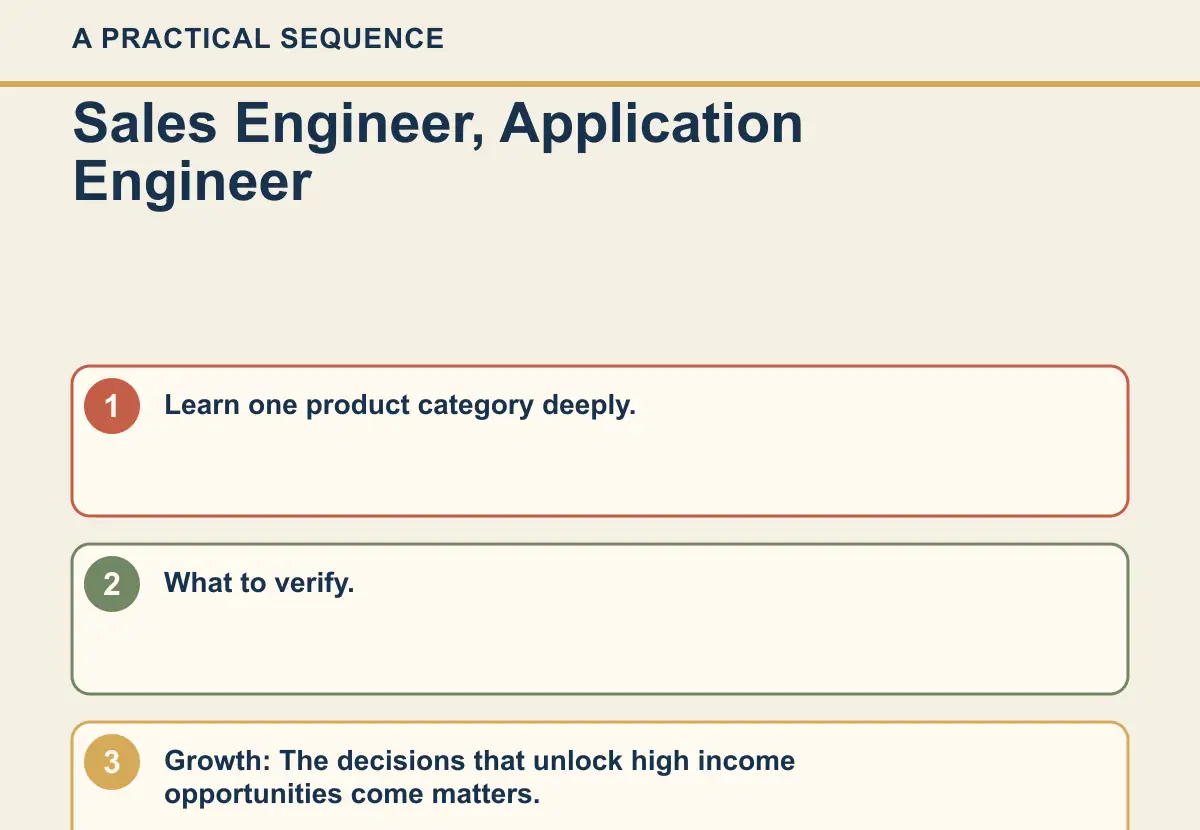 A PRACTICAL SEQUENCE
Sales Engineer, Application
Engineer
1
Learn one product category deeply.
2
What to verify.
3
Growth: The decisions that unlock high income
opportunities come matters.